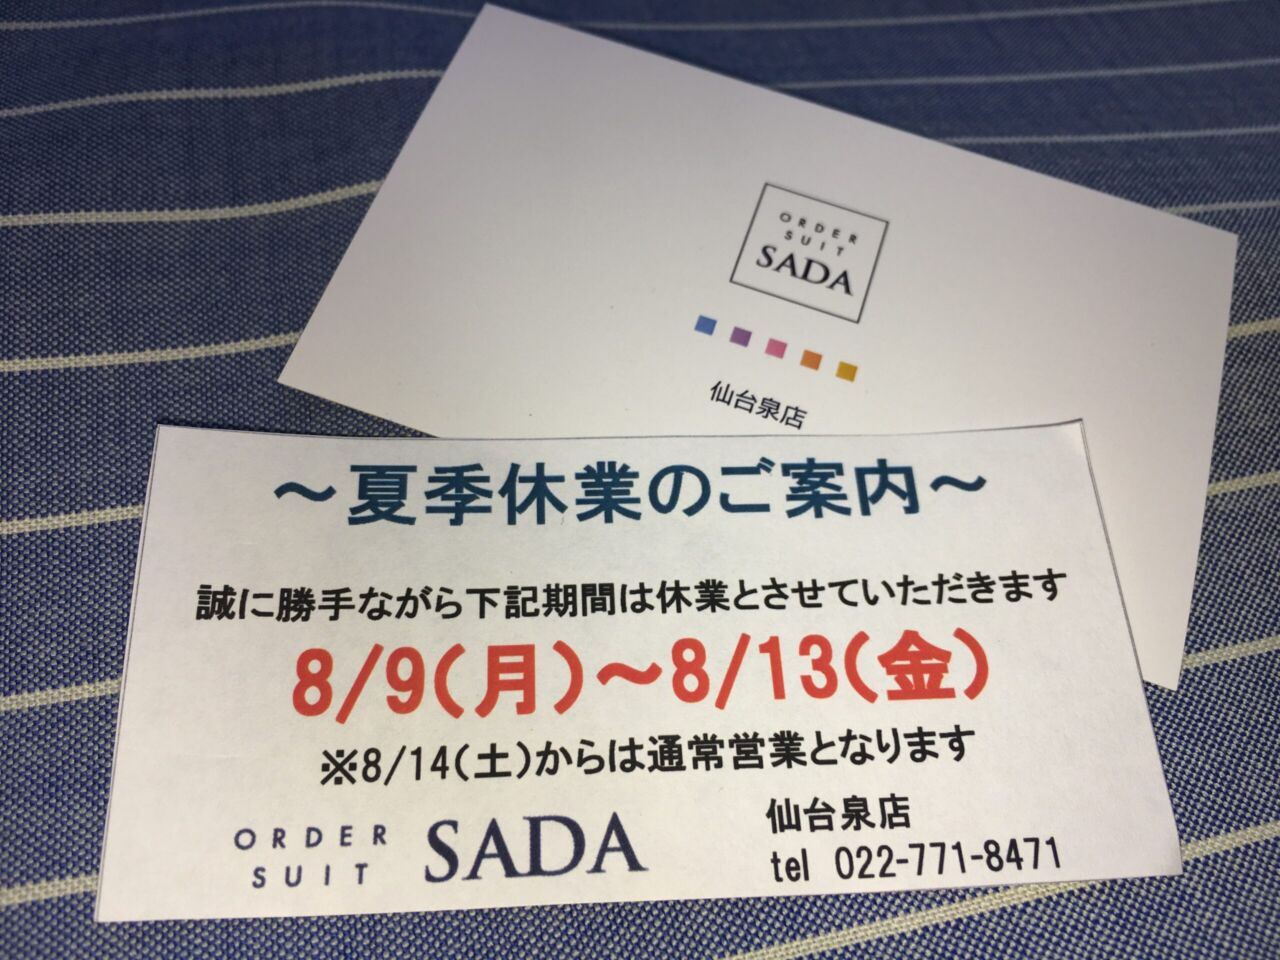 ORDER
SUIT
SADA
仙台泉店
～夏季休業のご案内～
誠に勝手ながら下記期間は休業とさせていただきます
8/9(月)～8/13(金)
※8/14(土)からは通常営業となります
ORDER
SUIT
SADA
仙台泉店
tel 022-771-8471